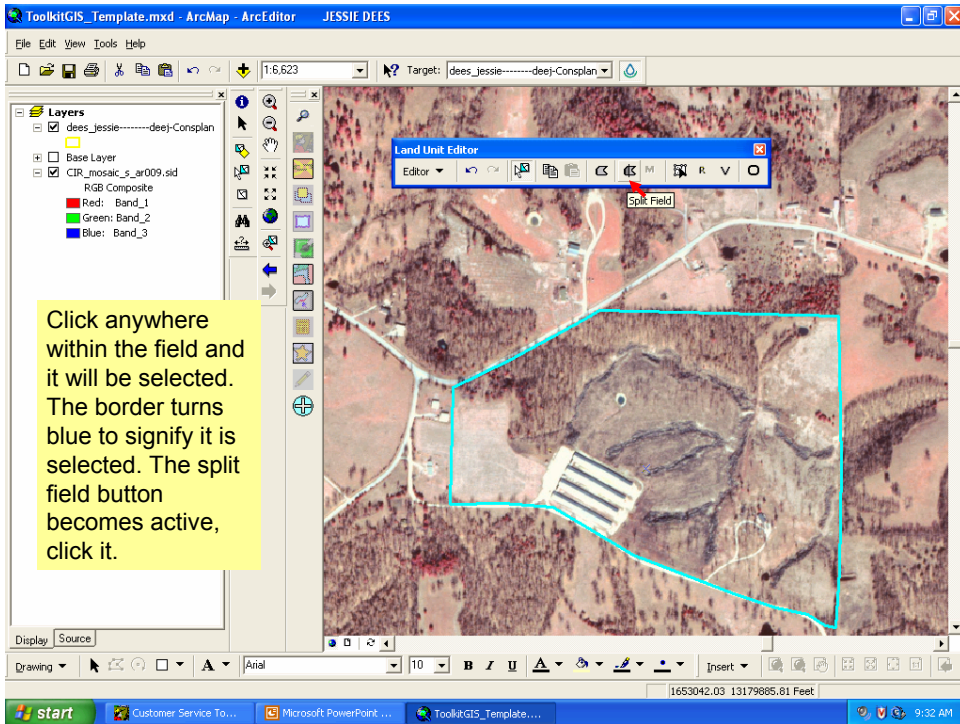 ToolkitGIS_Template.mxd - ArcMap - ArcEditor JESSIE DEES
File Edit View Tools Help
1:6,623 Target: dees_jessie--------deej-Consplan
Layers
dees_jessie--------deej-Consplan
Base Layer
CIR_mosaic_s_ar009.sid
RGB Composite
Red: Band_1
Green: Band_2
Blue: Band_3
Land Unit Editor
Editor M R V O
Split Field
Click anywhere
within the field and
it will be selected.
The border turns
blue to signify it is
selected. The split
field button
becomes active,
click it.
Display Source
Drawing A Arial 10 B I U A Insert
1653042.03 13179885.81 Feet
start Customer Service To... Microsoft PowerPoint ... ToolkitGIS_Template.... 9:32 AM